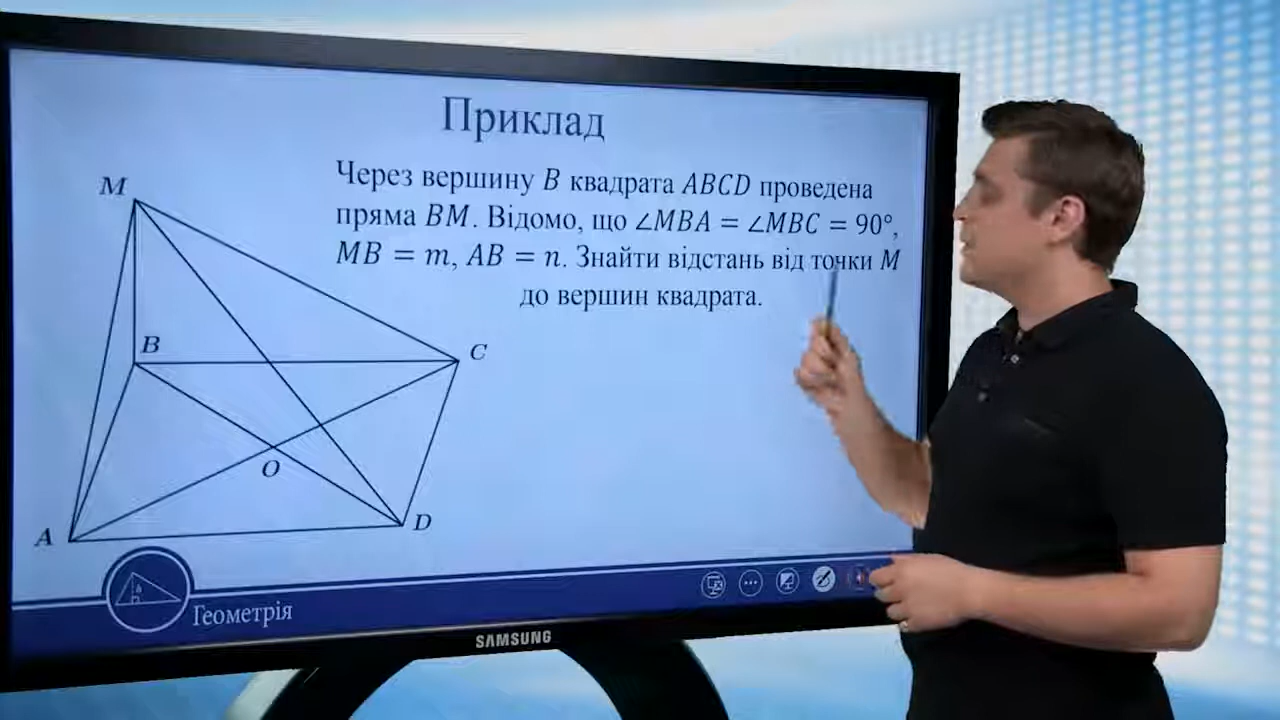 Приклад
Через вершину B квадрата ABCD проведена
пряма BM. Відомо, що ∠MBA = ∠MBC = 90°,
MB = m, AB = n. Знайти відстань від точки M
до вершин квадрата.
M
B
C
O
A
D
Геометрія
SAMSUNG